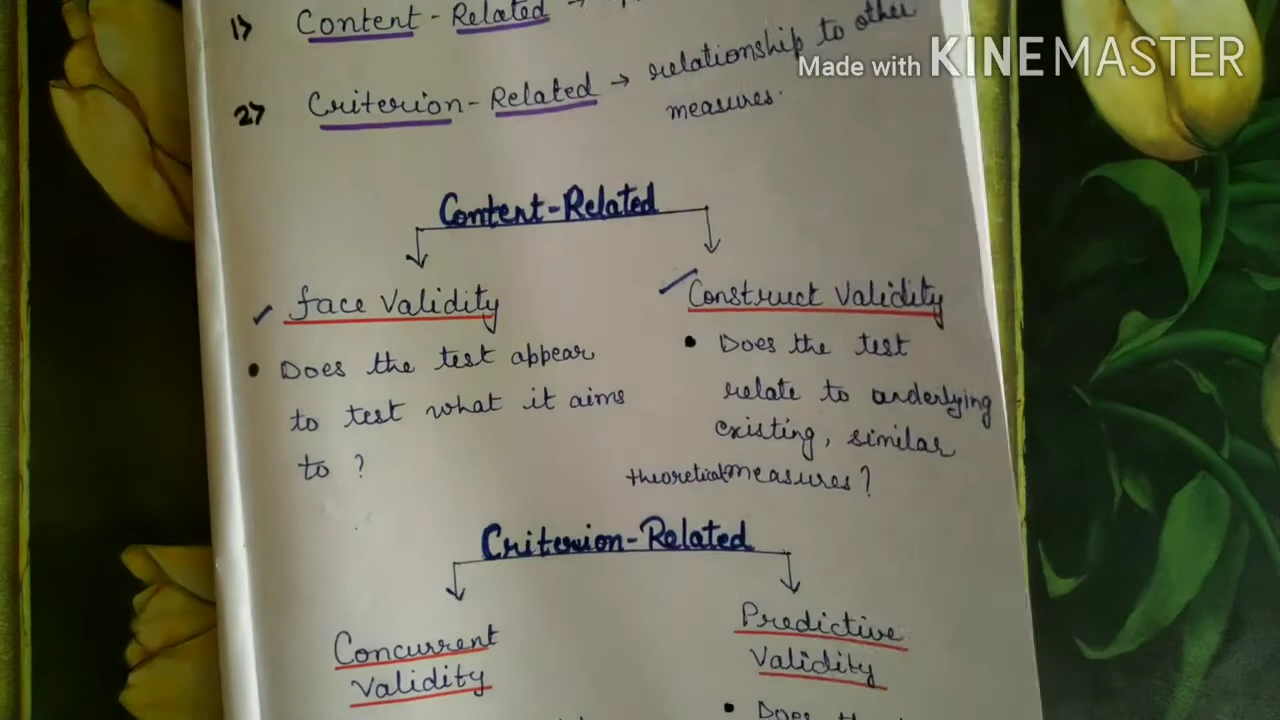 1) Content-Related →
Made with KINEMASTER
2) Criterion-Related → relationship to other
measures.
Content-Related
face Validity
Construct Validity
• Does the test appear
to test what it aims
to ?
• Does the test
relate to underlying
existing, similar
theoretical measures?
Criterion-Related
Concurrent
Validity
Predictive
Validity
• Does